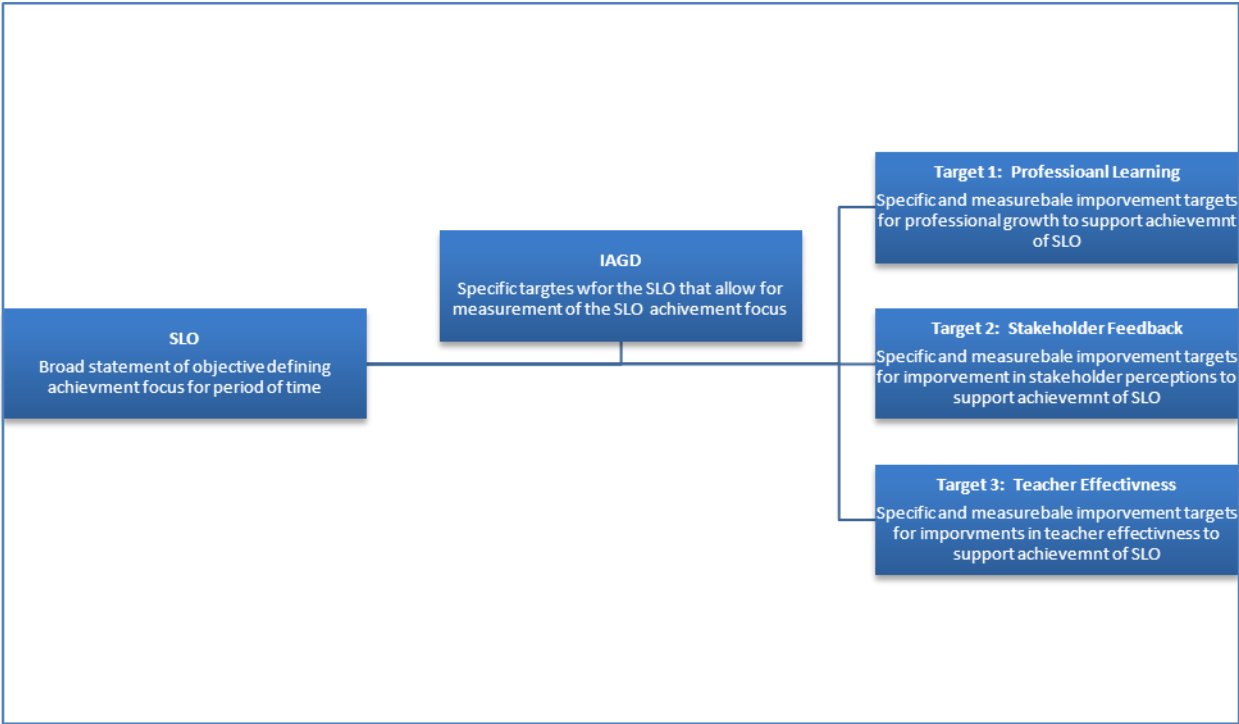 SLO
Broad statement of objective defining
achievment focus for period of time
IAGD
Specific targtes wfor the SLO that allow for
measurement of the SLO achivement focus
Target 1: Professioanl Learning
Specific and measurebale imporvement targets
for professional growth to support achievemnt
of SLO
Target 2: Stakeholder Feedback
Specific and measurebale imporvement targets
for imporvement in stakeholder perceptions to
support achievemnt of SLO
Target 3: Teacher Effectivness
Specific and measurebale imporvement targets
for imporvments in teacher effectivness to
support achievemnt of SLO